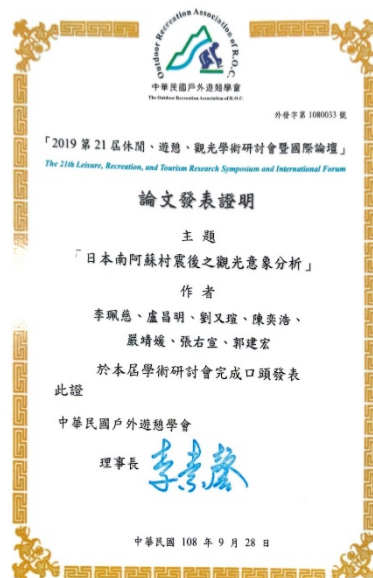 Outdoor Recreation Association of R.O.C.
中華民國戶外遊憩學會
The Outdoor Recreation Association of R.O.C.
外發字第 1080033 號
「2019 第 21 屆休閒、遊憩、觀光學術研討會暨國際論壇」
The 21th Leisure, Recreation, and Tourism Research Symposium and International Forum
論文發表證明
主 題
「日本南阿蘇村震後之觀光意象分析」
作 者
李珮慈、盧昌明、劉又瑄、陳奕浩、
嚴靖媛、張右宣、郭建宏
於本屆學術研討會完成口頭發表
此證
中華民國戶外遊憩學會
理事長 李素馨
中華民國 108 年 9 月 28 日